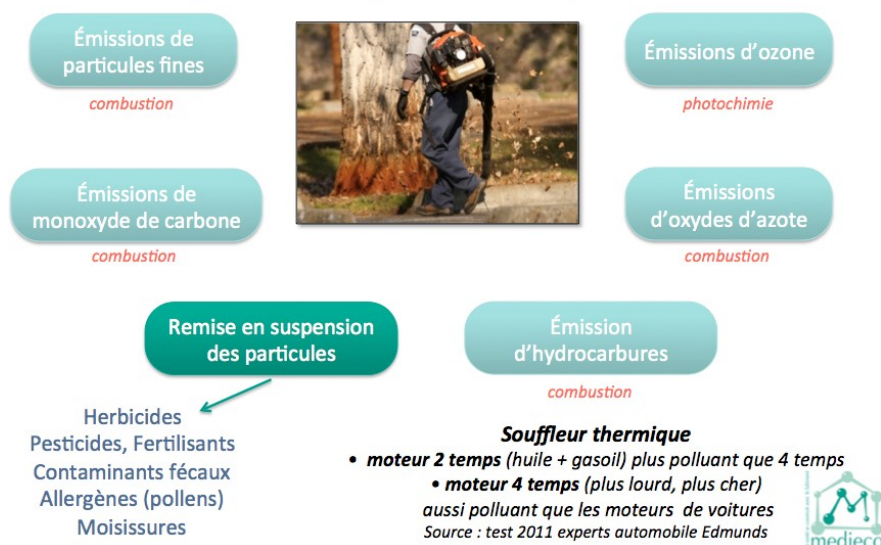 Émissions de
particules fines
combustion
Émissions d'ozone
photochimie
Émissions de
monoxyde de carbone
combustion
Émissions
d'oxydes d'azote
combustion
Remise en suspension
des particules
Émission
d'hydrocarbures
combustion
Herbicides
Pesticides, Fertilisants
Contaminants fécaux
Allergènes (pollens)
Moisissures
Souffleur thermique
• moteur 2 temps (huile + gasoil) plus polluant que 4 temps
• moteur 4 temps (plus lourd, plus cher)
aussi polluant que les moteurs de voitures
Source : test 2011 experts automobile Edmunds
medieco